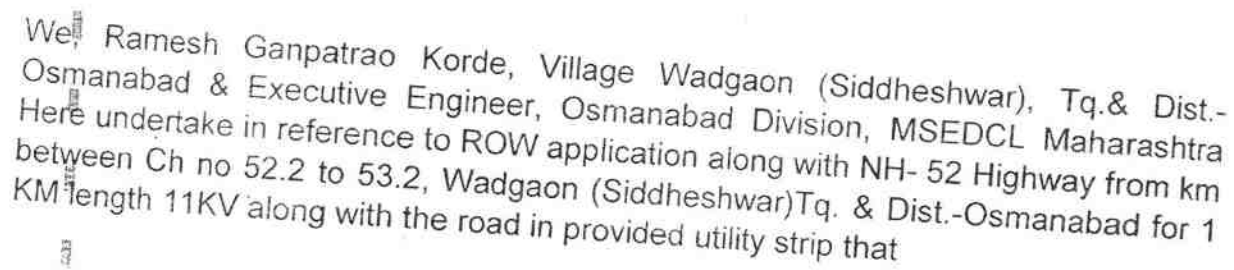 We, Ramesh Ganpatrao Korde, Village Wadgaon (Siddheshwar), Tq.& Dist.-
Osmanabad & Executive Engineer, Osmanabad Division, MSEDCL Maharashtra
Here undertake in reference to ROW application along with NH- 52 Highway from km
between Ch no 52.2 to 53.2, Wadgaon (Siddheshwar)Tq. & Dist.-Osmanabad for 1
KM length 11KV along with the road in provided utility strip that